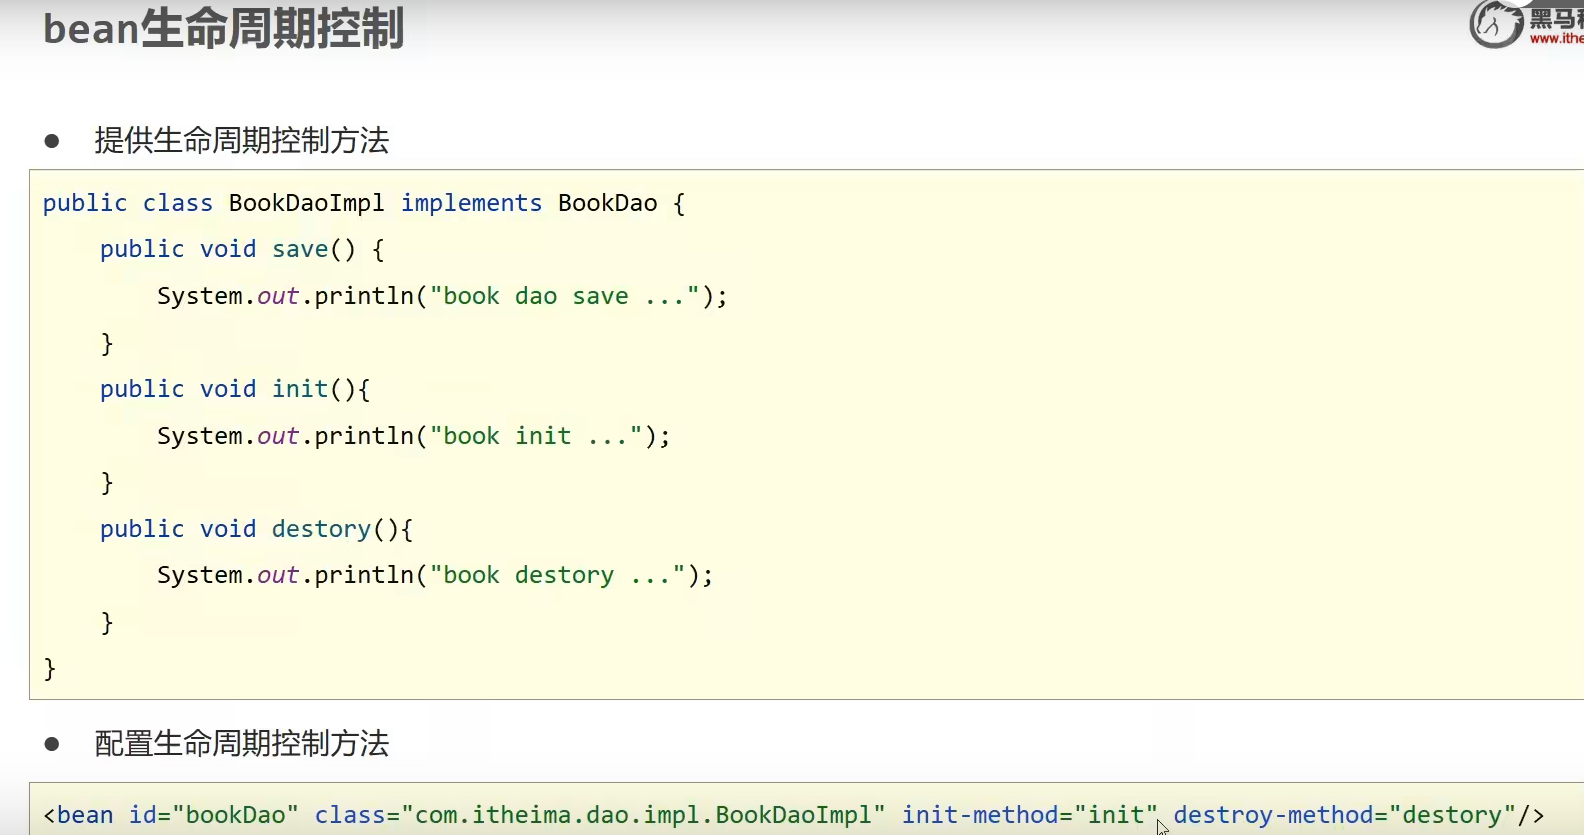 bean生命周期控制
黑马
www.ithe
● 提供生命周期控制方法
public class BookDaoImpl implements BookDao {
    public void save() {
        System.out.println("book dao save ...");
    }
    public void init(){
        System.out.println("book init ...");
    }
    public void destory(){
        System.out.println("book destory ...");
    }
}
● 配置生命周期控制方法
<bean id="bookDao" class="com.itheima.dao.impl.BookDaoImpl" init-method="init" destroy-method="destory"/>